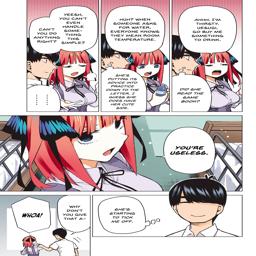 AHH. I'M
THIRSTY.
UESUGI,
GO BUY ME
SOMETHING
TO DRINK.
DID SHE
READ THE
SAME
BOOK?
HUH? WHEN
SOMEONE ASKS
FOR WATER,
EVERYONE KNOWS
THEY MEAN ROOM
TEMPERATURE.
SHE'S
PUTTING ITS
ADVICE INTO
PRACTICE DOWN
TO THE LETTER. I
GUESS SHE
DOES HAVE
HER CUTE
SIDE.
YEESH.
YOU CAN'T
EVEN
HANDLE
SOME-
THING
THIS
SIMPLE?
CAN'T
YOU DO
ANYTHING
RIGHT?
YOU'RE
USELESS.
SHE'S
STARTING
TO TICK
ME OFF.
WHY
DON'T
YOU GIVE
THAT A-
WHOA!